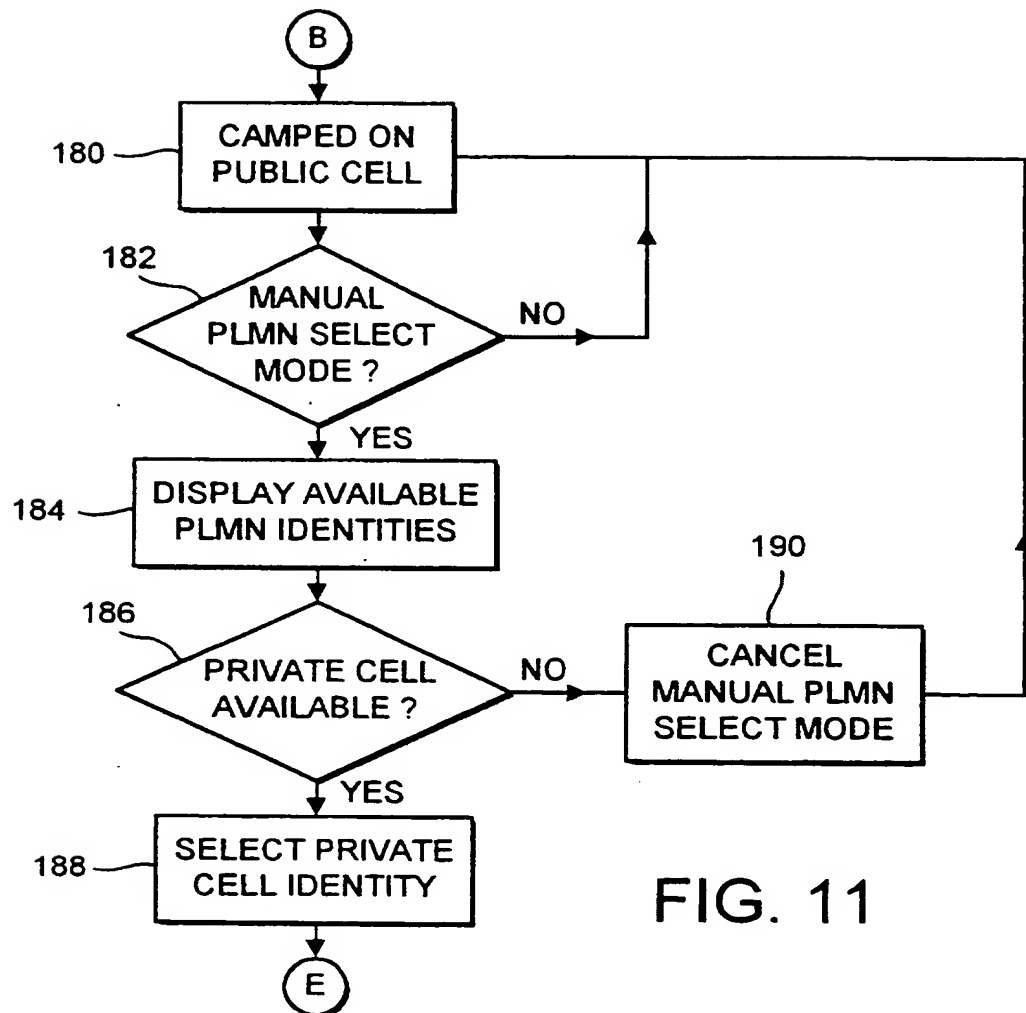 B
180
CAMPED ON
PUBLIC CELL
182
MANUAL
PLMN SELECT
MODE ?
NO
YES
184
DISPLAY AVAILABLE
PLMN IDENTITIES
186
PRIVATE CELL
AVAILABLE ?
NO
190
CANCEL
MANUAL PLMN
SELECT MODE
YES
188
SELECT PRIVATE
CELL IDENTITY
E
FIG. 11